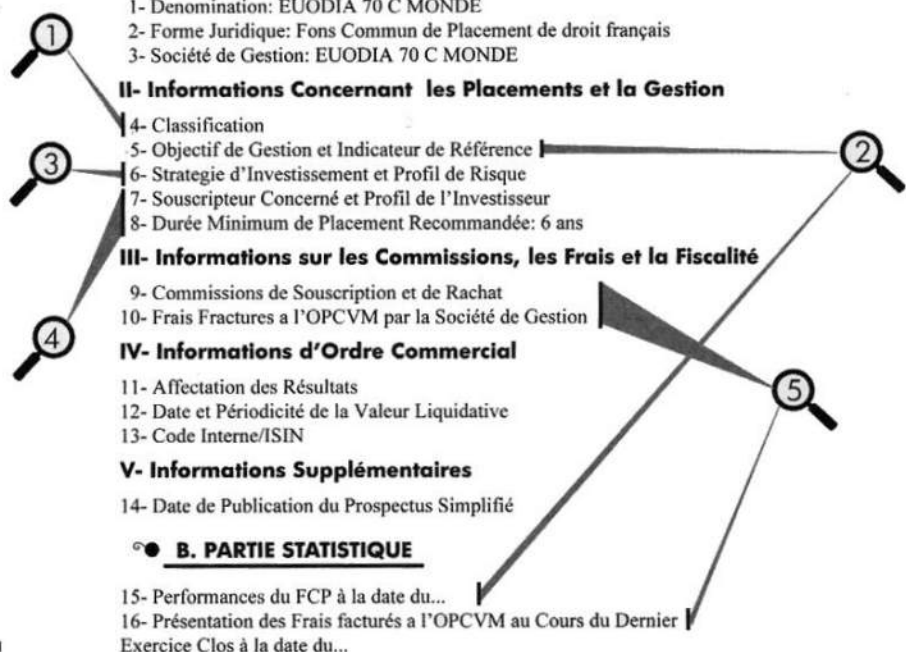 1- Denomination: EUODIA 70 C MONDE
2- Forme Juridique: Fons Commun de Placement de droit français
3- Société de Gestion: EUODIA 70 C MONDE
II- Informations Concernant les Placements et la Gestion
4- Classification
5- Objectif de Gestion et Indicateur de Référence
6- Strategie d'Investissement et Profil de Risque
7- Souscripteur Concerné et Profil de l'Investisseur
8- Durée Minimum de Placement Recommandée: 6 ans
III- Informations sur les Commissions, les Frais et la Fiscalité
9- Commissions de Souscription et de Rachat
10- Frais Fractures a l'OPCVM par la Société de Gestion
IV- Informations d'Ordre Commercial
11- Affectation des Résultats
12- Date et Périodicité de la Valeur Liquidative
13- Code Interne/ISIN
V- Informations Supplémentaires
14- Date de Publication du Prospectus Simplifié
B. PARTIE STATISTIQUE
15- Performances du FCP à la date du...
16- Présentation des Frais facturés a l'OPCVM au Cours du Dernier
Exercice Clos à la date du...
1
3
4
2
5